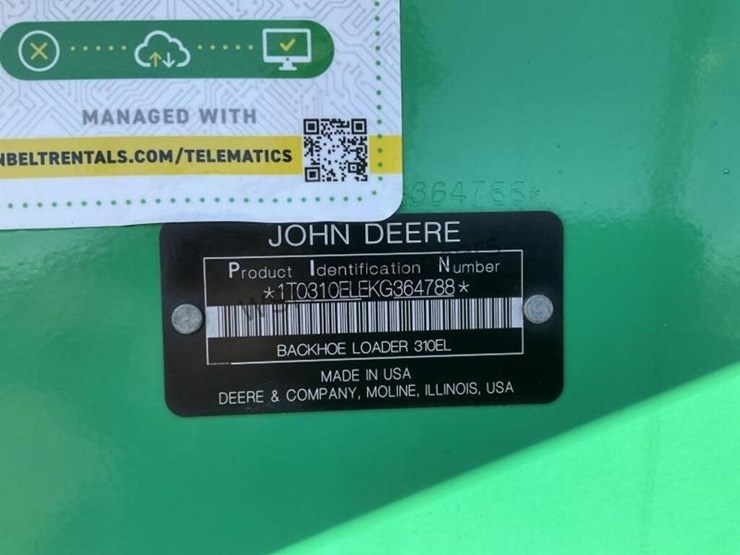 MANAGED WITH
NBELTRENTALS.COM/TELEMATICS
364788*
JOHN DEERE
Product Identification Number
*1T0310ELEKG364788*
BACKHOE LOADER 310EL
MADE IN USA
DEERE & COMPANY, MOLINE, ILLINOIS, USA